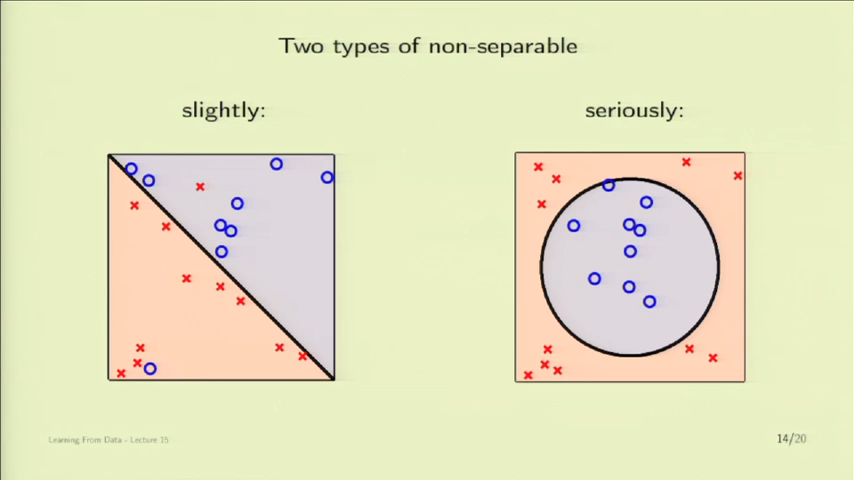 Two types of non-separable
slightly:
seriously:
Learning From Data - Lecture 15
14/20